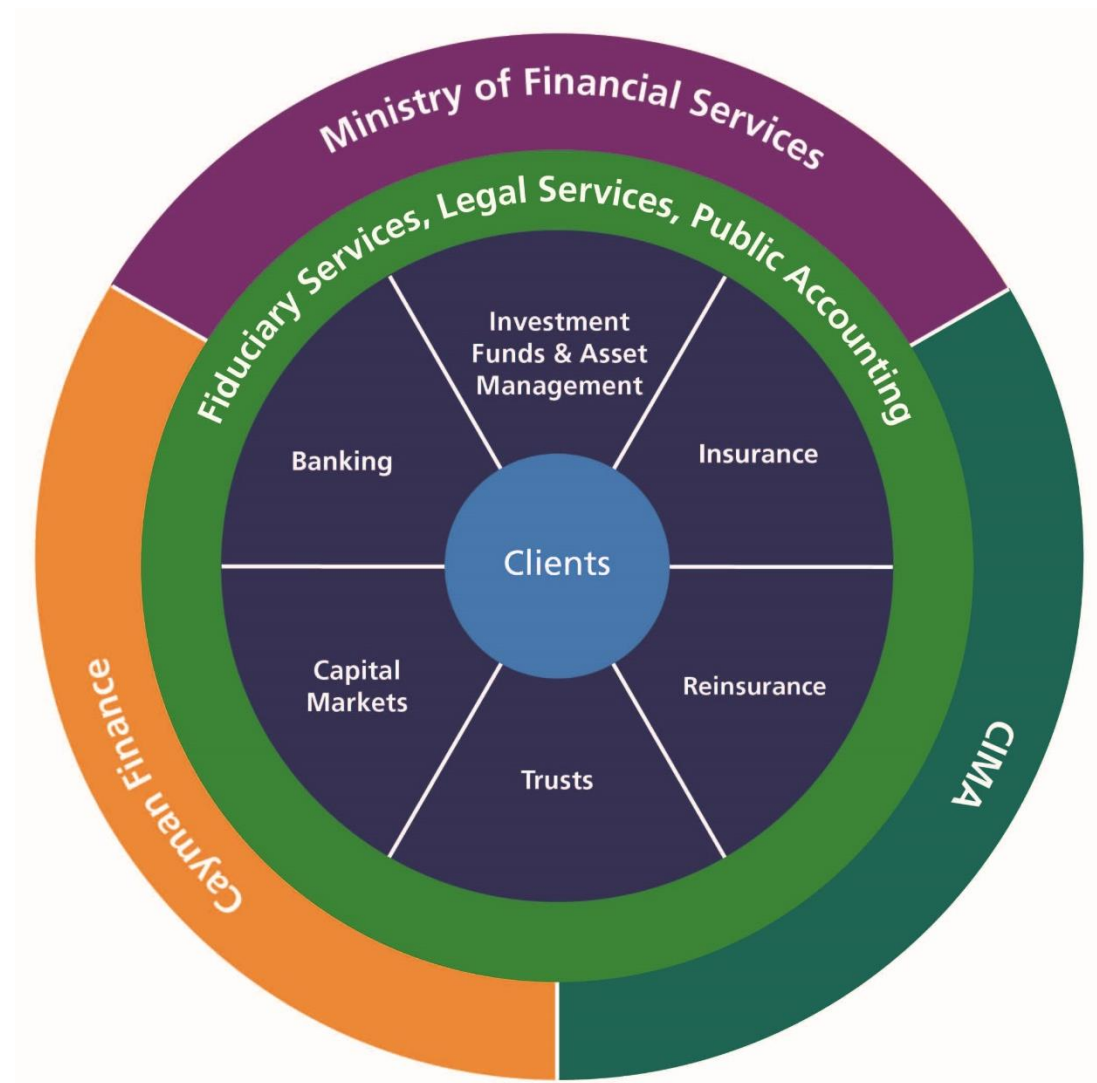 Ministry of Financial Services
Fiduciary Services, Legal Services, Public Accounting
Investment
Funds & Asset
Management
Banking
Insurance
Clients
Capital
Markets
Reinsurance
Trusts
Cayman Finance
CIMA